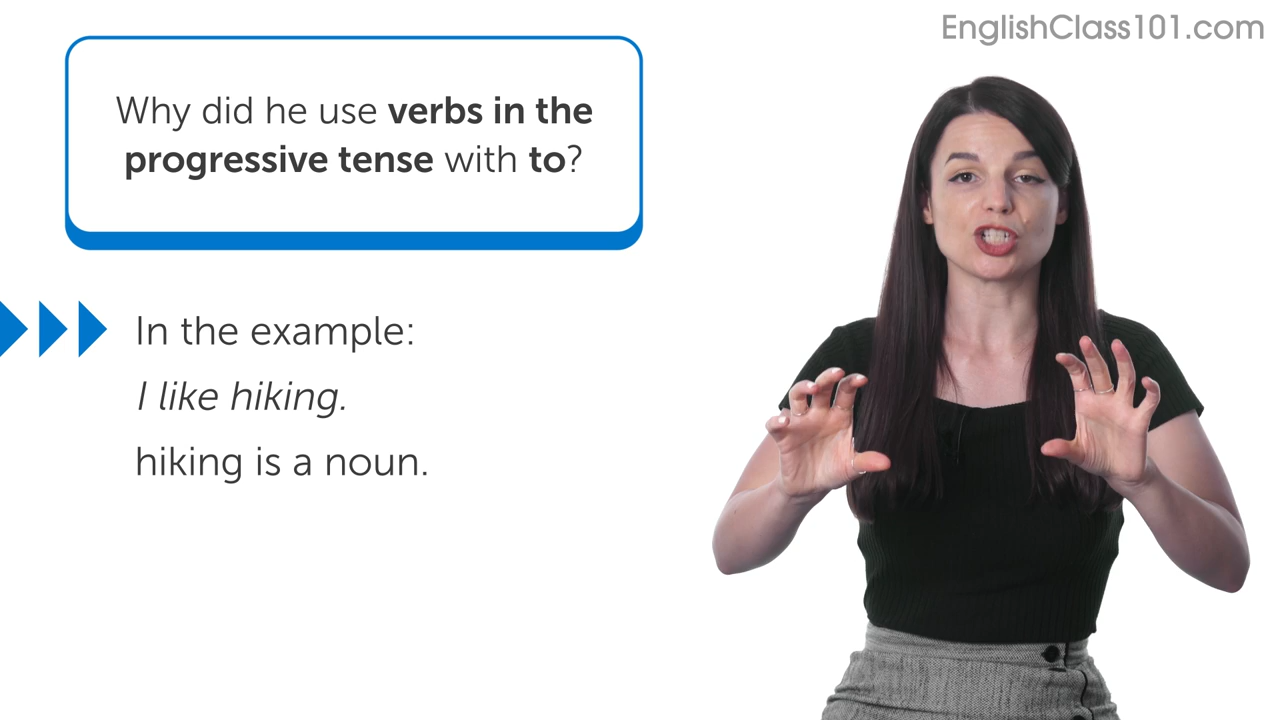 EnglishClass101.com
Why did he use verbs in the
progressive tense with to?
In the example:
I like hiking.
hiking is a noun.